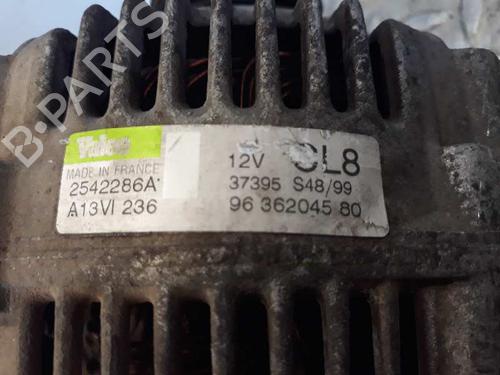 B-PARTS
Valeo
MADE IN FRANCE
2542286A
A13VI 236
12V CL8
37395 S48/99
96 362045 80